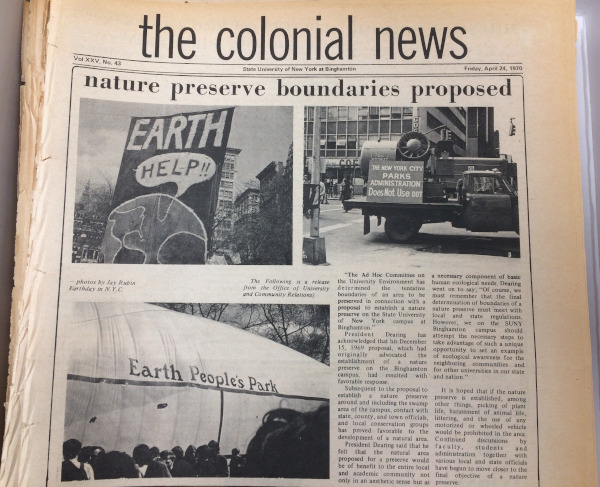 the colonial news
Vol XXV, No. 43
State University of New York at Binghamton
Friday, April 24, 1970
nature preserve boundaries proposed
EARTH
HELP!!
THE NEW YORK CITY
PARKS
ADMINISTRATION
Does Not Use DDT
— photos by Jay Rubin
Earthday in N.Y.C.
The Following is a release
from the Office of University
and Community Relations)
Earth People's Park
"The Ad Hoc Committee on
the University Environment has
determined the tentative
boundaries of an area to be
preserved in connection with a
proposal to establish a nature
preserve on the State University
of New York campus at
Binghamton."
President Dearing has
acknowledged that his December
15, 1969 proposal, which had
originally advocated the
establishment of a nature
preserve on the Binghamton
campus, had resulted with
favorable response.
Subsequent to the proposal to
establish a nature preserve
around and including the swamp
area of the campus, contact with
state, county, and town officials,
and local conservation groups
has proved favorable to the
development of a natural area.
President Dearing said that he
felt that the natural area
proposed for a preserve would
be of benefit to the entire local
and academic community not
only in an aesthetic sense but as
a necessary component of basic
human ecological needs. Dearing
went on to say, "Of course, we
must remember that the final
determination of boundaries of a
nature preserve must meet with
local and state regulations.
However, we on the SUNY
Binghamton campus should
attempt the necessary steps to
take advantage of such a unique
opportunity to set an example
of ecological awareness for the
neighboring communities and
for other universities in our state
and nation."
It is hoped that if the nature
preserve is established, among
other things, picking of plant
life, harassment of animal life,
littering, and the use of any
motorized or wheeled vehicle
would be prohibited in the area.
Continued discussions by
faculty, students and
administration together with
various local and state officials
have begun to move closer to the
final objective of a nature
preserve.